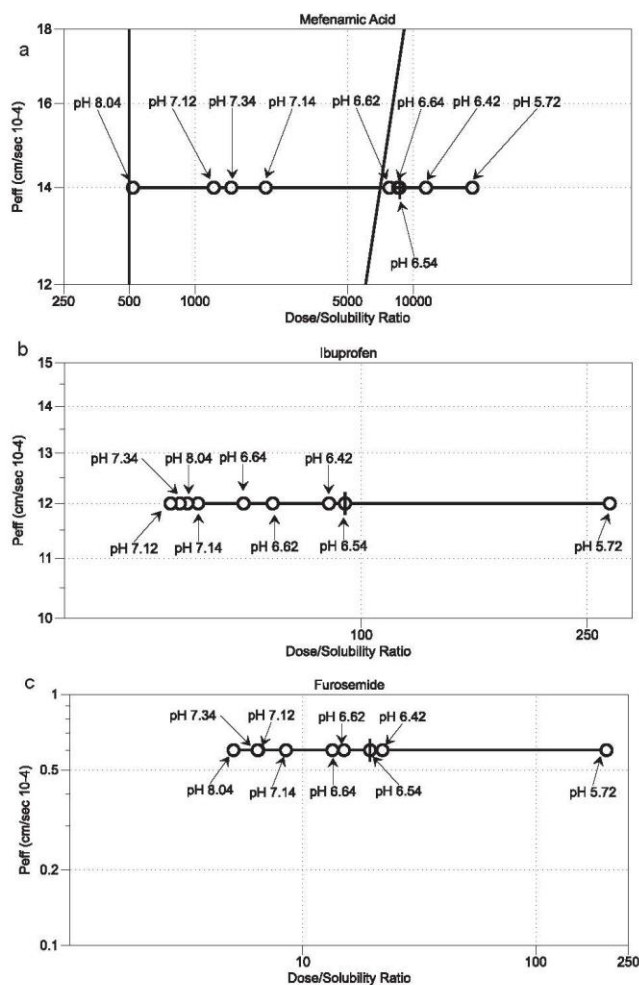 Mefenamic Acid
a
18
16
14
12
Peff (cm/sec 10-4)
pH 8.04
pH 7.12
pH 7.34
pH 7.14
pH 6.62
pH 6.64
pH 6.42
pH 5.72
pH 6.54
250
500
1000
5000
10000
Dose/Solubility Ratio
b
Ibuprofen
15
14
13
12
11
10
Peff (cm/sec 10-4)
pH 7.34
pH 8.04
pH 6.64
pH 6.42
pH 7.12
pH 7.14
pH 6.62
pH 6.54
pH 5.72
100
250
Dose/Solubility Ratio
c
Furosemide
1
0.5
0.2
0.1
Peff (cm/sec 10-4)
pH 7.34
pH 7.12
pH 6.62
pH 6.42
pH 8.04
pH 7.14
pH 6.64
pH 6.54
pH 5.72
10
100
250
Dose/Solubility Ratio